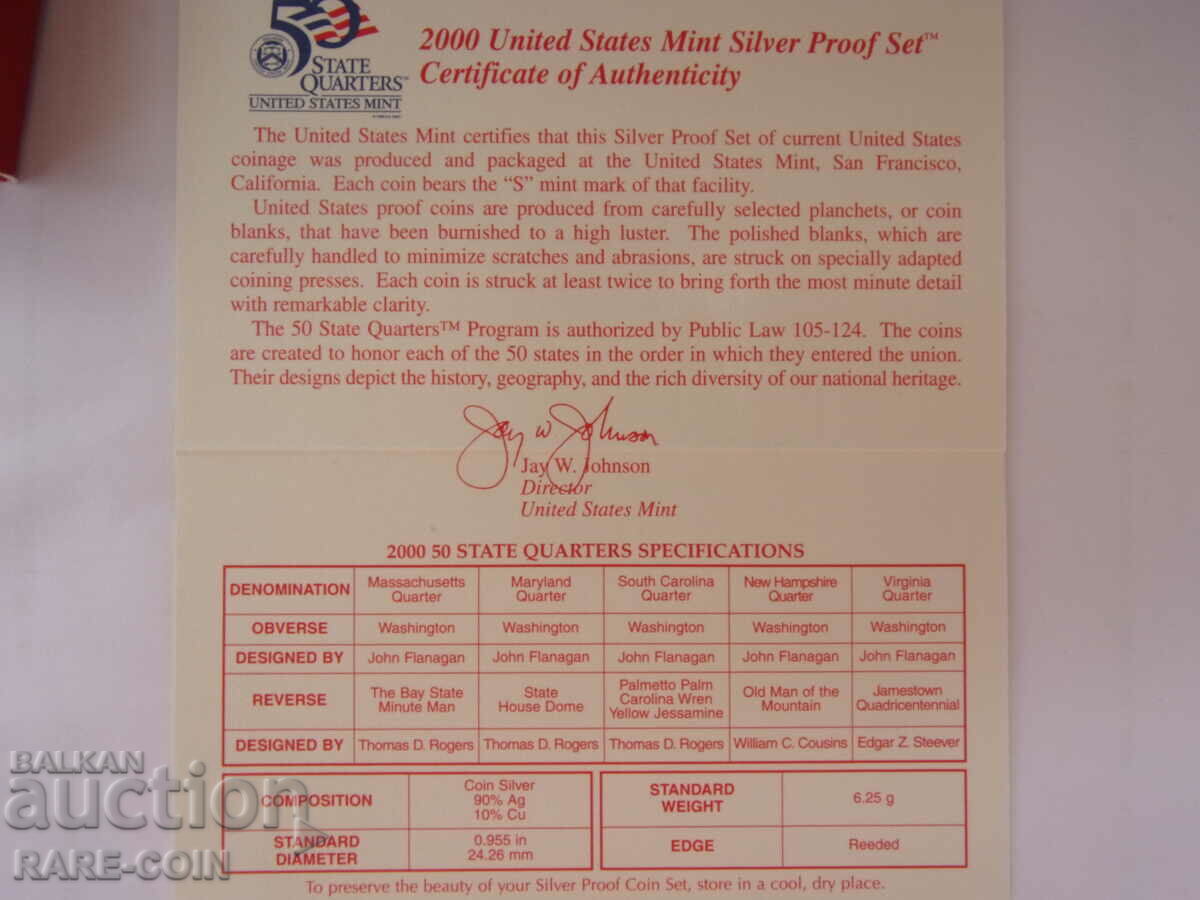 50
STATE
QUARTERS™
UNITED STATES MINT
2000 United States Mint Silver Proof Set™
Certificate of Authenticity
The United States Mint certifies that this Silver Proof Set of current United States
coinage was produced and packaged at the United States Mint, San Francisco,
California. Each coin bears the “S” mint mark of that facility.
United States proof coins are produced from carefully selected planchets, or coin
blanks, that have been burnished to a high luster. The polished blanks, which are
carefully handled to minimize scratches and abrasions, are struck on specially adapted
coining presses. Each coin is struck at least twice to bring forth the most minute detail
with remarkable clarity.
The 50 State Quarters™ Program is authorized by Public Law 105-124. The coins
are created to honor each of the 50 states in the order in which they entered the union.
Their designs depict the history, geography, and the rich diversity of our national heritage.
Jay W Johnson
Jay W. Johnson
Director
United States Mint
2000 50 STATE QUARTERS SPECIFICATIONS
DENOMINATION Massachusetts Quarter Maryland Quarter South Carolina Quarter New Hampshire Quarter Virginia Quarter
OBVERSE Washington Washington Washington Washington Washington
DESIGNED BY John Flanagan John Flanagan John Flanagan John Flanagan John Flanagan
REVERSE The Bay State Minute Man State House Dome Palmetto Palm Carolina Wren Yellow Jessamine Old Man of the Mountain Jamestown Quadricentennial
DESIGNED BY Thomas D. Rogers Thomas D. Rogers Thomas D. Rogers William C. Cousins Edgar Z. Steever
COMPOSITION Coin Silver 90% Ag 10% Cu
STANDARD DIAMETER 0.955 in 24.26 mm
STANDARD WEIGHT 6.25 g
EDGE Reeded
To preserve the beauty of your Silver Proof Coin Set, store in a cool, dry place.
BALKAN
auction
RARE-COIN